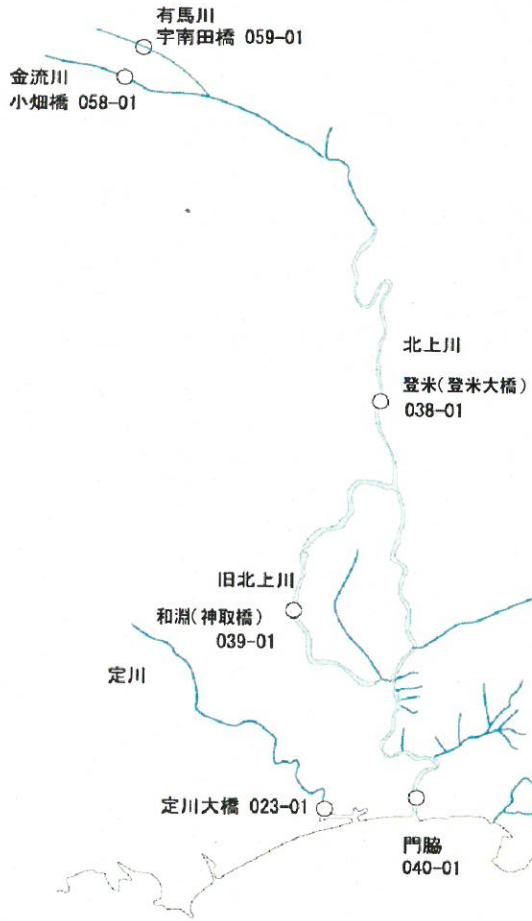 有馬川
宇南田橋 059-01
金流川
小畑橋 058-01
北上川
登米(登米大橋)
038-01
旧北上川
和淵(神取橋)
039-01
定川
定川大橋 023-01
門脇
040-01